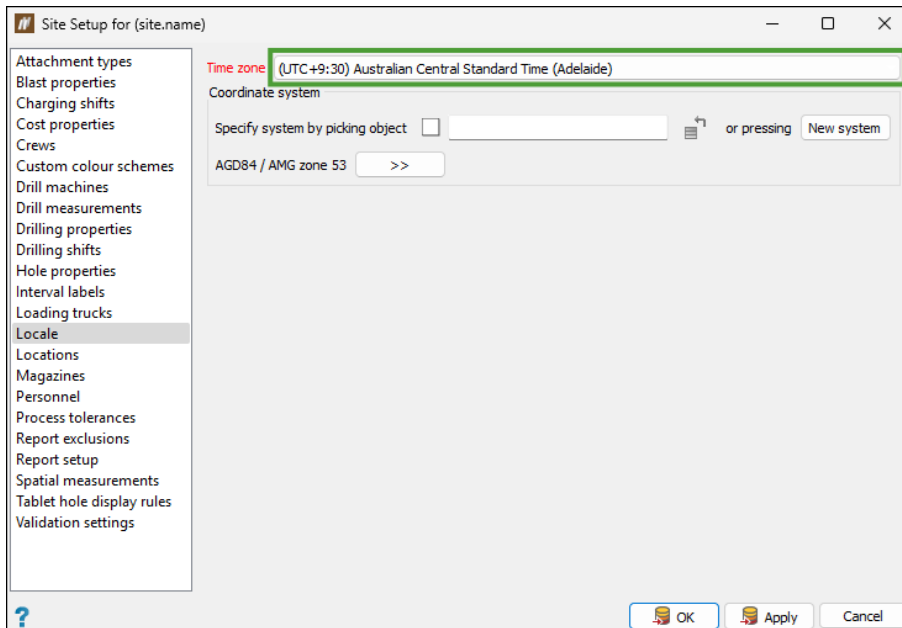 Site Setup for (site.name)
Attachment types
Blast properties
Charging shifts
Cost properties
Crews
Custom colour schemes
Drill machines
Drill measurements
Drilling properties
Drilling shifts
Hole properties
Interval labels
Loading trucks
Locale
Locations
Magazines
Personnel
Process tolerances
Report exclusions
Report setup
Spatial measurements
Tablet hole display rules
Validation settings
Time zone (UTC+9:30) Australian Central Standard Time (Adelaide)
Coordinate system
Specify system by picking object or pressing New system
AGD84 / AMG zone 53 >>
? OK Apply Cancel